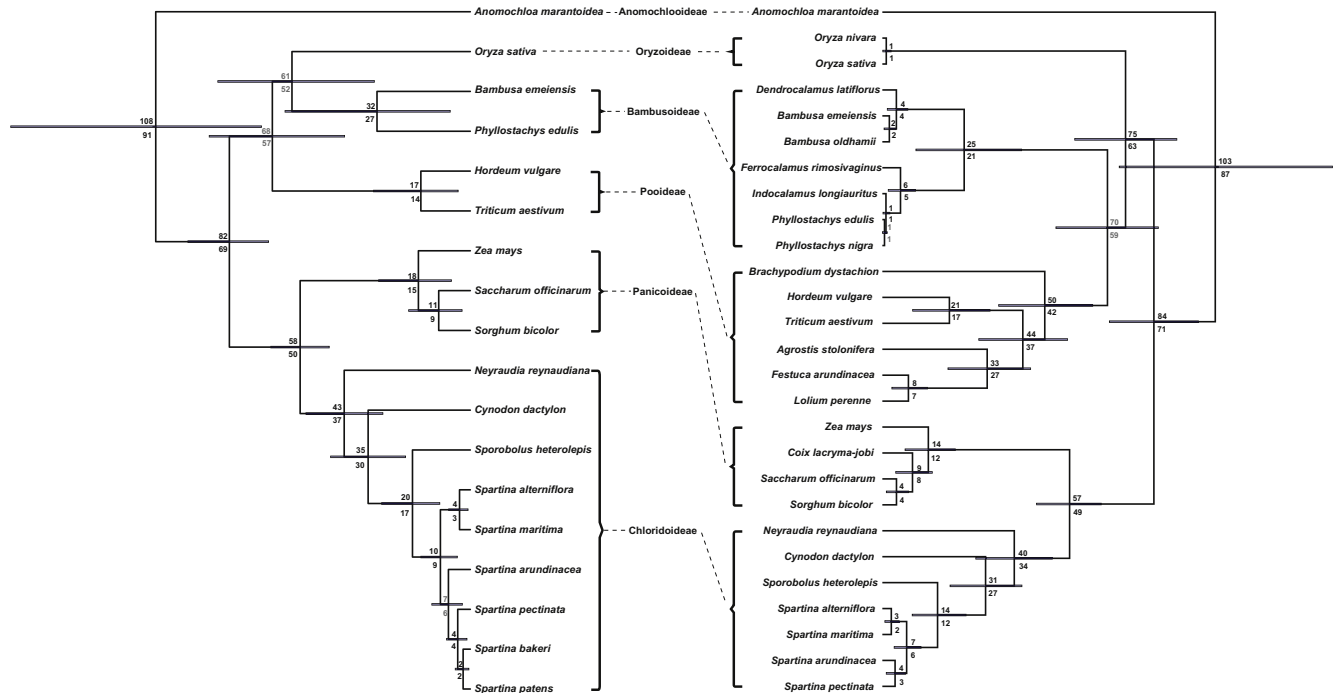 Anomochloa marantoidea
Anomochlooideae
Anomochloa marantoidea
Oryza sativa
Oryzoideae
Oryza nivara
Oryza sativa
1
1
61
52
Bambusa emeiensis
Phyllostachys edulis
32
27
Bambusoideae
Dendrocalamus latiflorus
Bambusa emeiensis
Bambusa oldhamii
Ferrocalamus rimosivaginus
Indocalamus longiauritus
Phyllostachys edulis
Phyllostachys nigra
4
4
2
2
25
21
6
5
1
1
1
1
108
91
68
57
75
63
103
87
Hordeum vulgare
Triticum aestivum
17
14
Pooideae
70
59
82
69
Brachypodium dystachion
Hordeum vulgare
Triticum aestivum
Agrostis stolonifera
Festuca arundinacea
Lolium perenne
21
17
50
42
44
37
33
27
8
7
84
71
Zea mays
Saccharum officinarum
Sorghum bicolor
18
15
11
9
Panicoideae
58
50
Zea mays
Coix lacryma-jobi
Saccharum officinarum
Sorghum bicolor
14
12
9
8
4
4
57
49
Neyraudia reynaudiana
Cynodon dactylon
Sporobolus heterolepis
Spartina alterniflora
Spartina maritima
Spartina arundinacea
Spartina pectinata
Spartina bakeri
Spartina patens
43
37
35
30
20
17
4
3
10
9
7
6
4
4
2
2
Chloridoideae
Neyraudia reynaudiana
Cynodon dactylon
Sporobolus heterolepis
Spartina alterniflora
Spartina maritima
Spartina arundinacea
Spartina pectinata
40
34
31
27
14
12
3
2
7
6
4
3